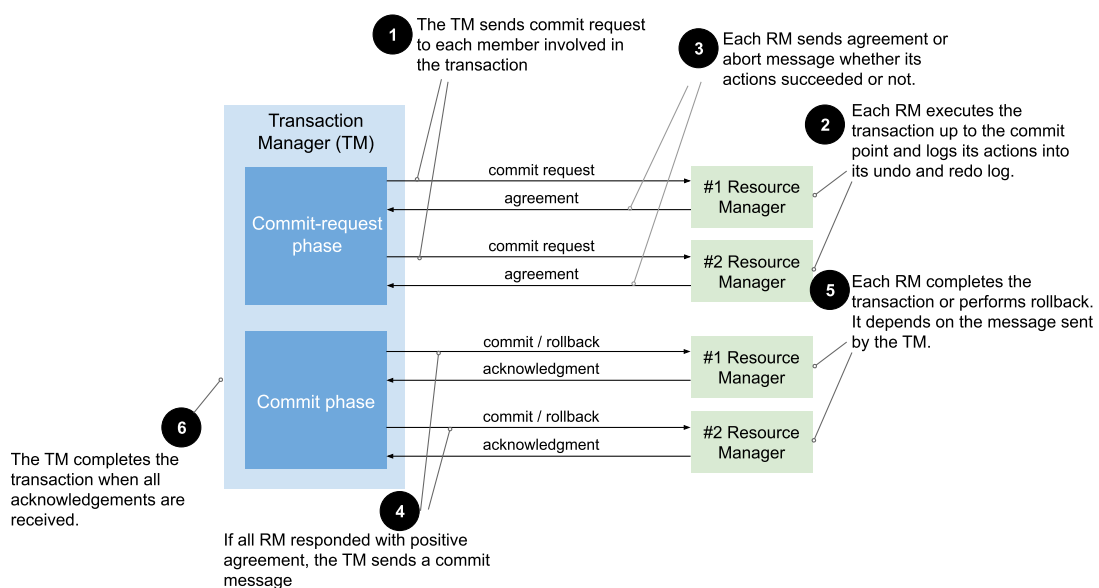 1
The TM sends commit request
to each member involved in
the transaction
3
Each RM sends agreement or
abort message whether its
actions succeeded or not.
2
Each RM executes the
transaction up to the commit
point and logs its actions into
its undo and redo log.
Transaction
Manager (TM)
Commit-request
phase
commit request
agreement
#1 Resource
Manager
commit request
agreement
#2 Resource
Manager
5
Each RM completes the
transaction or performs rollback.
It depends on the message sent
by the TM.
Commit phase
commit / rollback
acknowledgment
#1 Resource
Manager
commit / rollback
acknowledgment
#2 Resource
Manager
6
The TM completes the
transaction when all
acknowledgements are
received.
4
If all RM responded with positive
agreement, the TM sends a commit
message